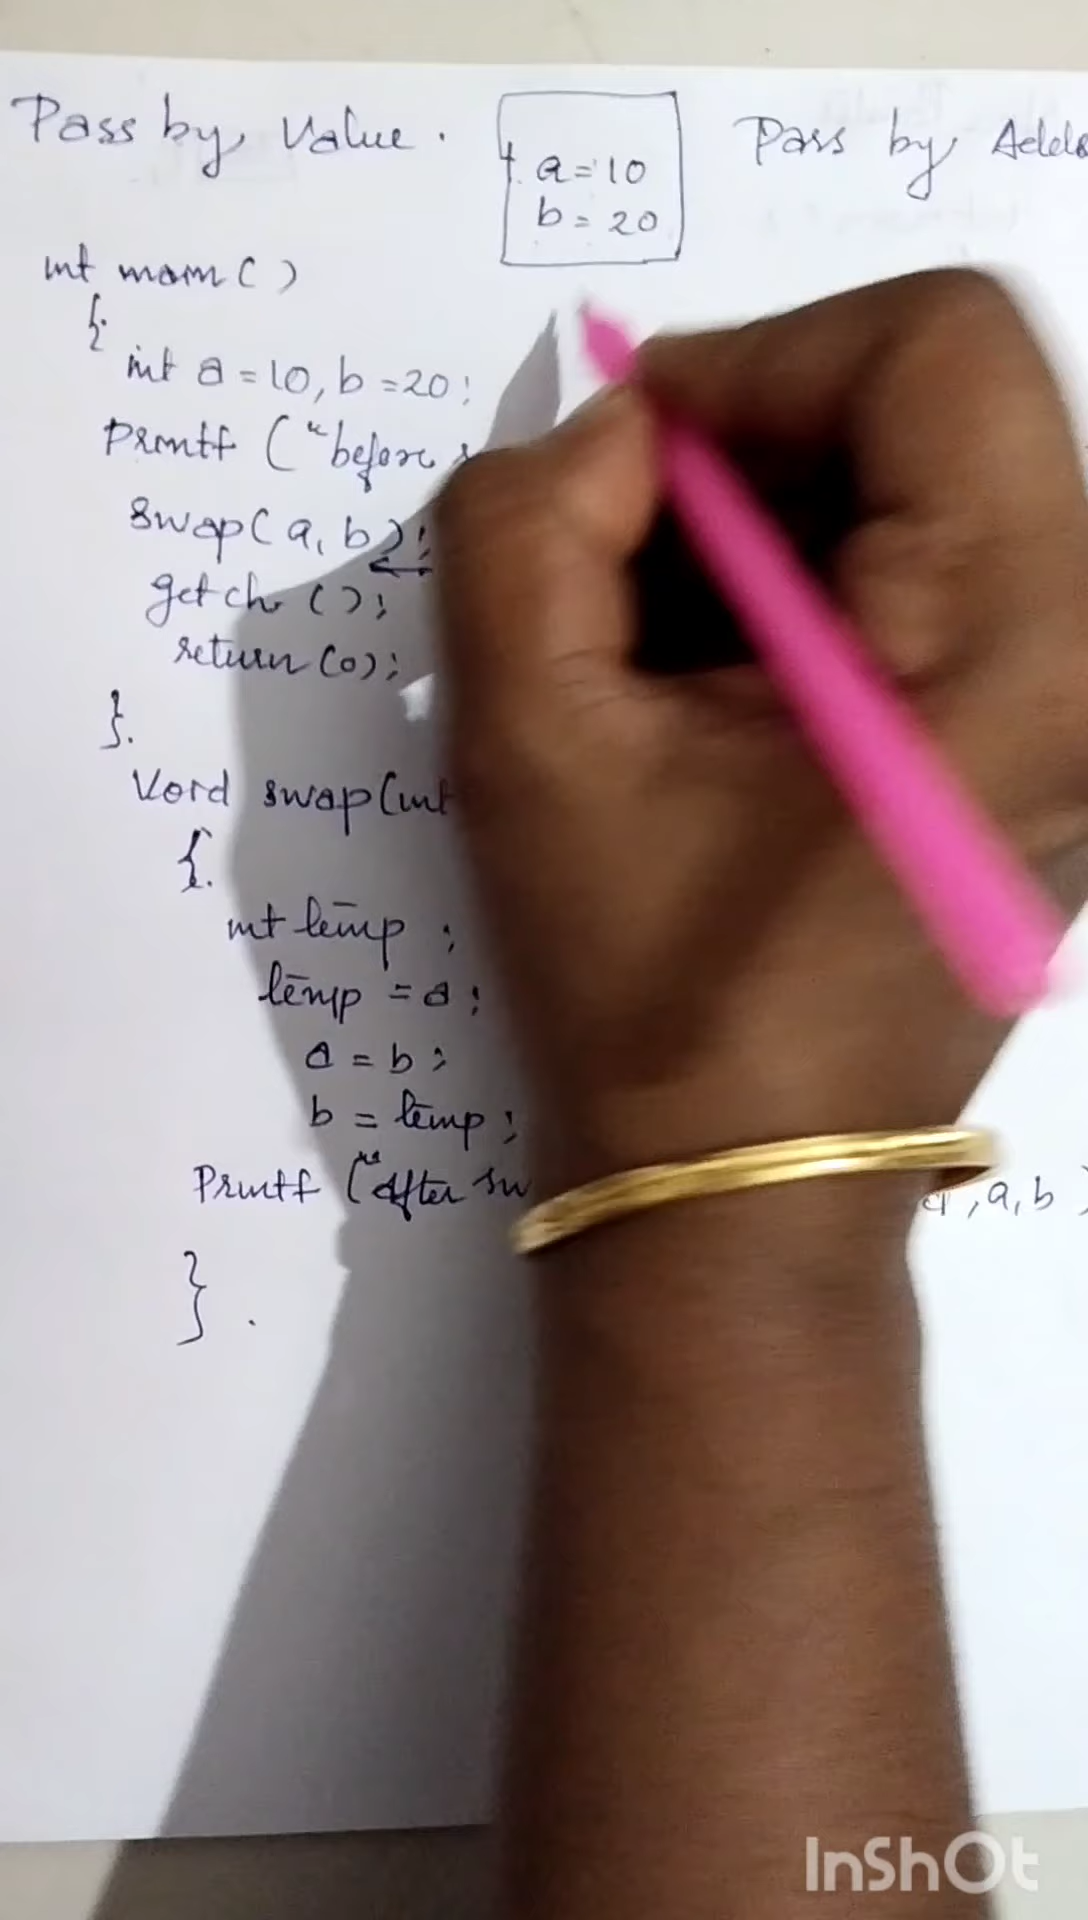 Pass by Value.
a = 10
b = 20
Pass by
int main()
{
int a = 10, b = 20;
Printf ("before
swap(a, b);
getch ();
return (0);
}.
Void swap(int
{.
int temp ;
temp = a ;
a = b ;
b = temp ;
Printf ("After sw
, a, b )
} .
InShOt